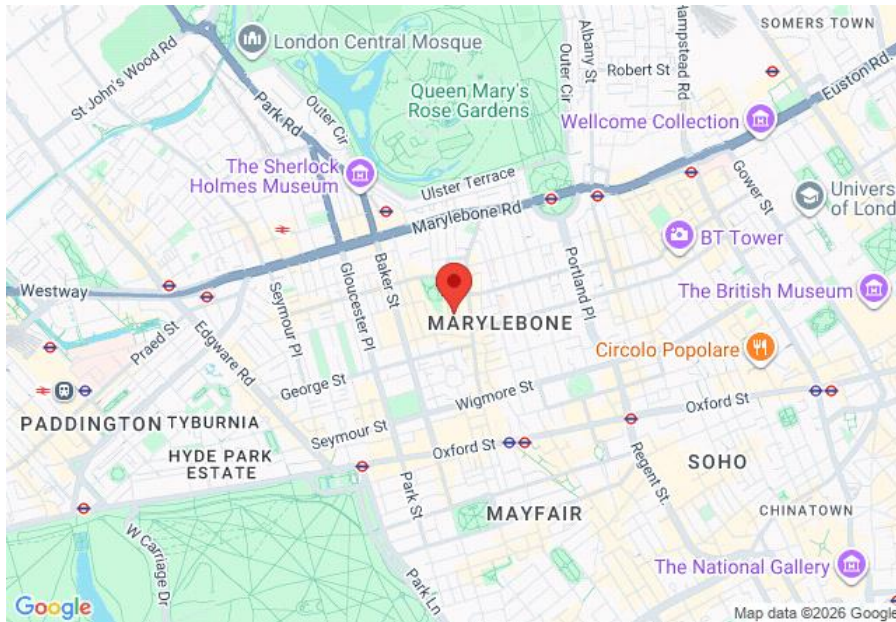 SOMERS TOWN
London Central Mosque
St John's Wood Rd
Park Rd
Outer Cir
Outer Cir
Albany St
Robert St
Hampstead Rd
Euston Rd.
Queen Mary's
Rose Gardens
Wellcome Collection
The Sherlock
Holmes Museum
Ulster Terrace
Marylebone Rd
Gower St
Univers
of Lond
BT Tower
Portland Pl
Westway
Baker St
Gloucester Pl
Seymour Pl
The British Museum
MARYLEBONE
Praed St
Edgware Rd
Circolo Popolare
George St
Wigmore St
Oxford St
PADDINGTON
TYBURNIA
Seymour St
Oxford St
HYDE PARK
ESTATE
Regent St.
SOHO
Park St
MAYFAIR
CHINATOWN
W Carriage Dr
The National Gallery
Park Ln
Google
Map data ©2026 Google